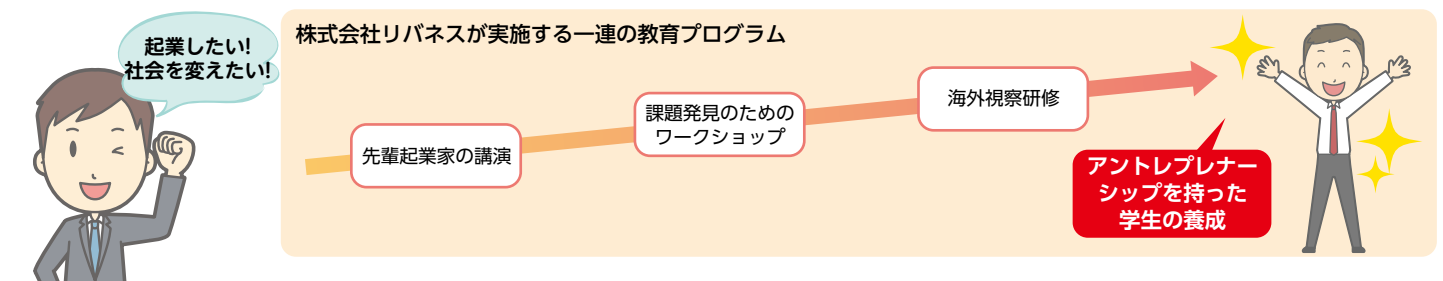 起業したい!
社会を変えたい!
株式会社リバネスが実施する一連の教育プログラム
先輩起業家の講演
課題発見のための
ワークショップ
海外視察研修
アントレプレナー
シップを持った
学生の養成